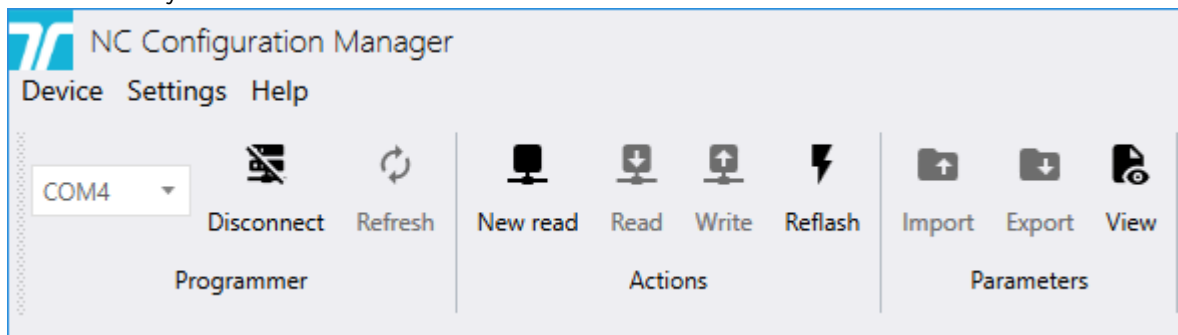 NC Configuration Manager
Device Settings Help
COM4
Disconnect Refresh New read Read Write Reflash Import Export View
Programmer Actions Parameters